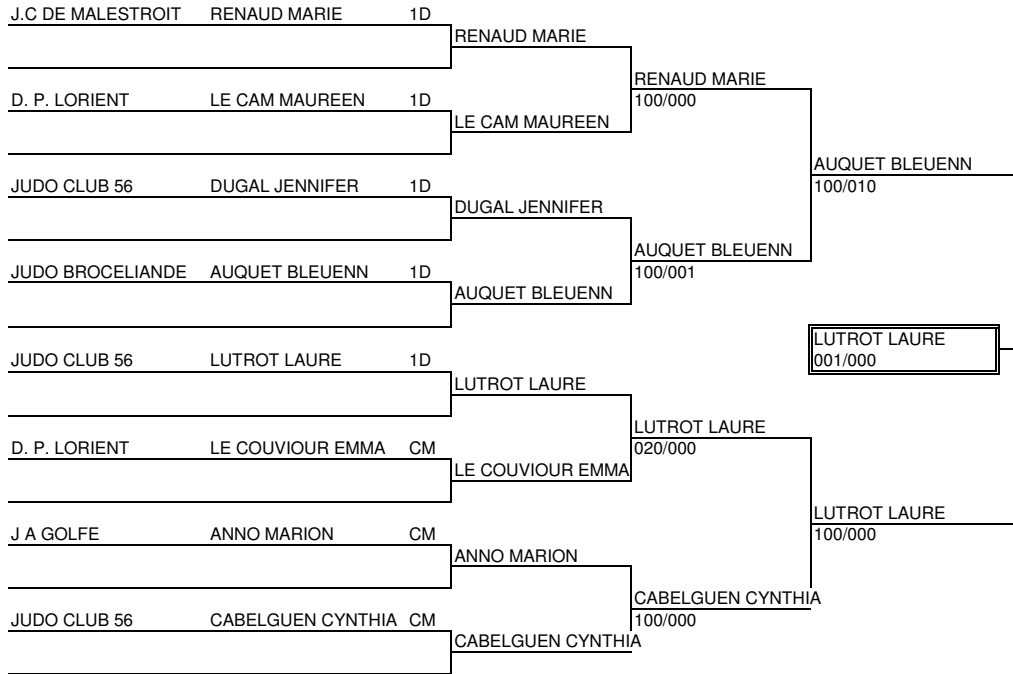 J.C DE MALESTROIT RENAUD MARIE 1D
RENAUD MARIE
RENAUD MARIE
100/000
D. P. LORIENT LE CAM MAUREEN 1D
LE CAM MAUREEN
AUQUET BLEUENN
100/010
JUDO CLUB 56 DUGAL JENNIFER 1D
DUGAL JENNIFER
AUQUET BLEUENN
100/001
JUDO BROCELIANDE AUQUET BLEUENN 1D
AUQUET BLEUENN
LUTROT LAURE
001/000
JUDO CLUB 56 LUTROT LAURE 1D
LUTROT LAURE
LUTROT LAURE
020/000
D. P. LORIENT LE COUVIOUR EMMA CM
LE COUVIOUR EMMA
LUTROT LAURE
100/000
J A GOLFE ANNO MARION CM
ANNO MARION
CABELGUEN CYNTHIA
100/000
JUDO CLUB 56 CABELGUEN CYNTHIA CM
CABELGUEN CYNTHIA